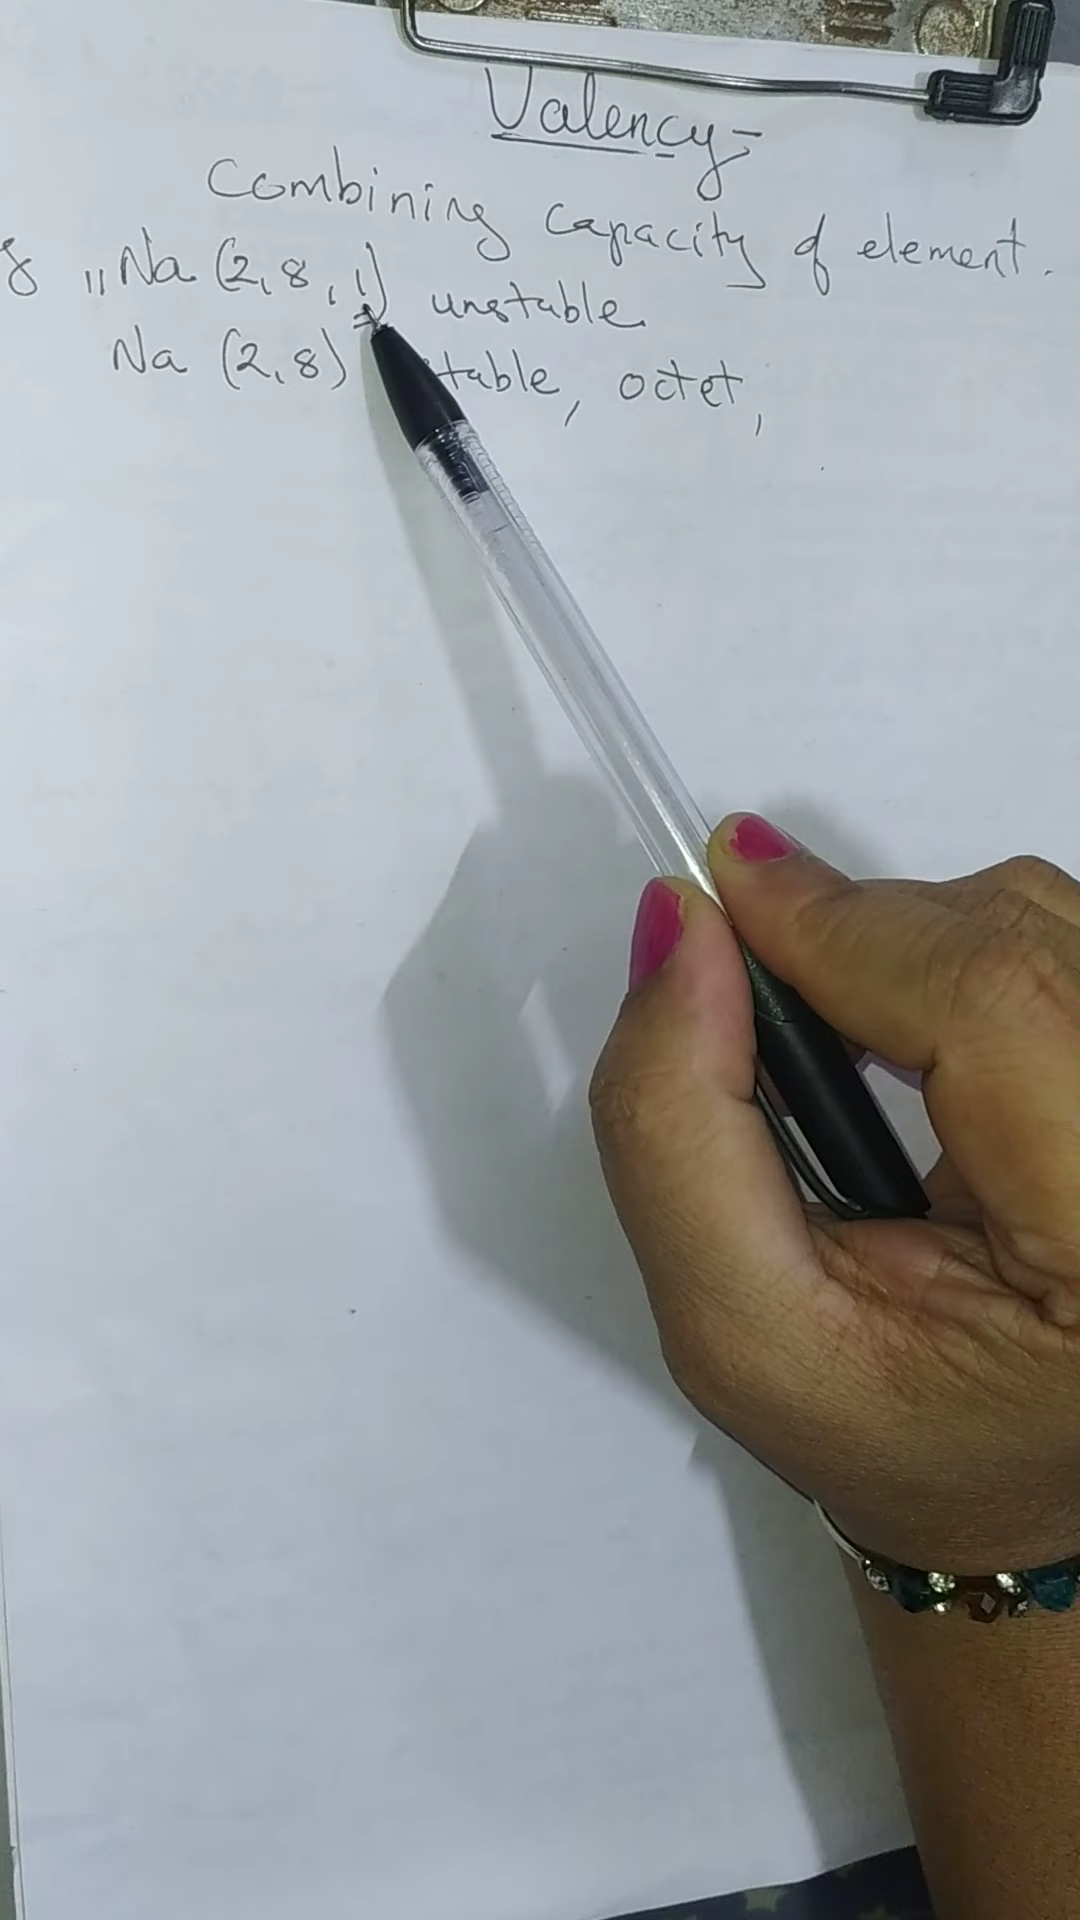 Valency -
Combining capacity of element.
11Na (2,8,1) unstable
Na (2,8) stable, octet,